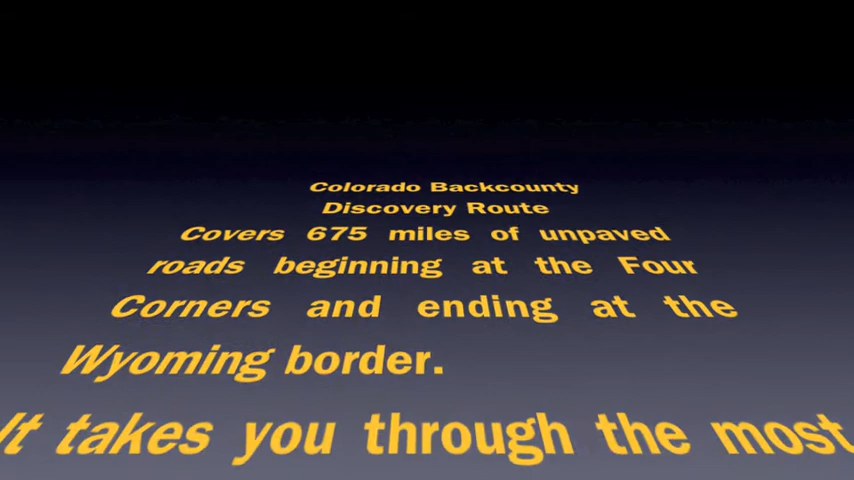 Colorado Backcounty
Discovery Route
Covers 675 miles of unpaved
roads beginning at the Four
Corners and ending at the
Wyoming border.
It takes you through the most